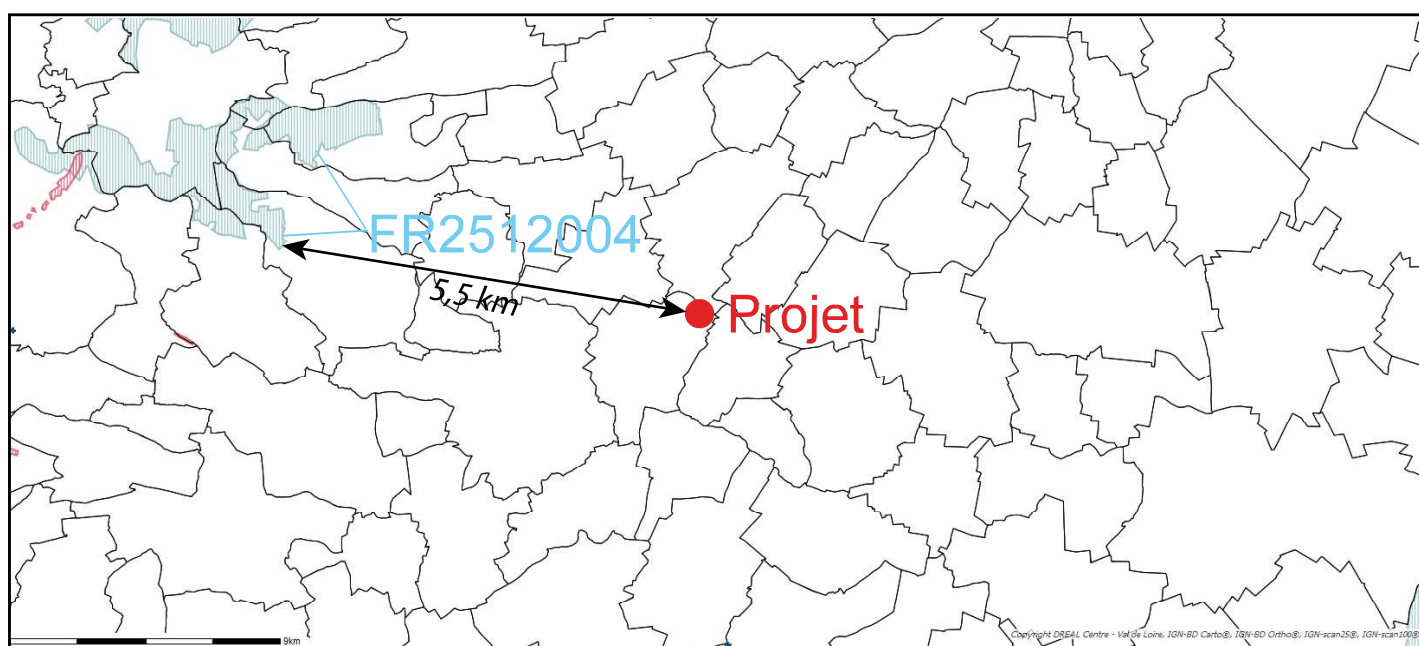 FR2512004
5,5 km
Projet
9km
Copyright DREAL Centre - Val de Loire, IGN-BD Carto®, IGN-BD Ortho®, IGN-scan25®, IGN-scan100®